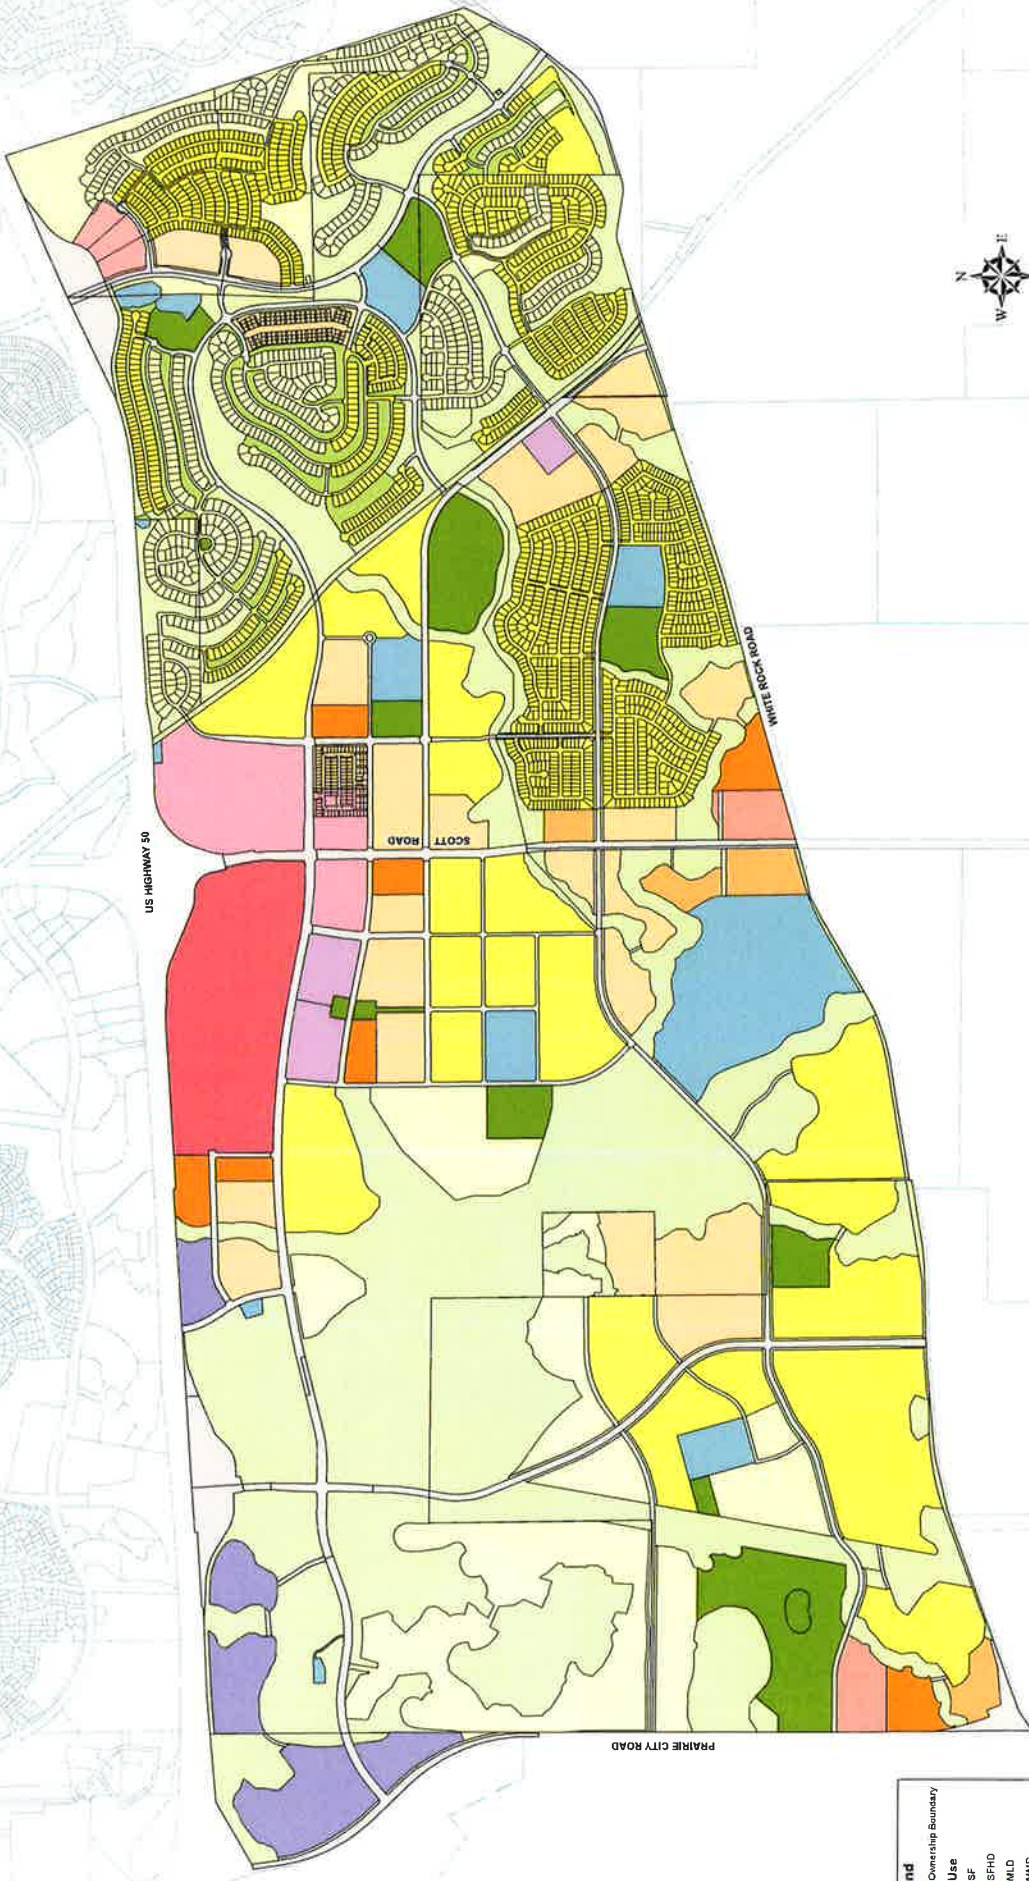 US HIGHWAY 50
SCOTT ROAD
WHITE ROCK ROAD
PRAIRIE CITY ROAD
N
W
E
nd
Ownership Boundary
Use
SF
SFHD
MLD